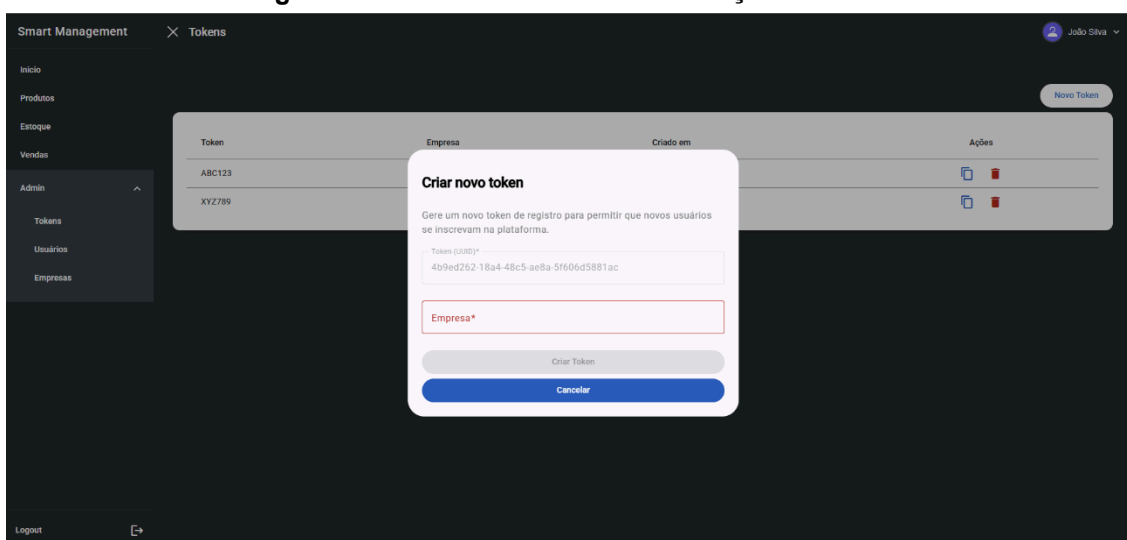 Smart Management
Tokens
João Silva
Início
Produtos
Estoque
Vendas
Admin
Tokens
Usuários
Empresas
Logout
Novo Token
Token Empresa Criado em Ações
ABC123
XYZ789
Criar novo token
Gere um novo token de registro para permitir que novos usuários
se inscrevam na plataforma.
Token (UUID)*
4b9ed262-18a4-48c5-ae8a-5f606d5881ac
Empresa*
Criar Token
Cancelar